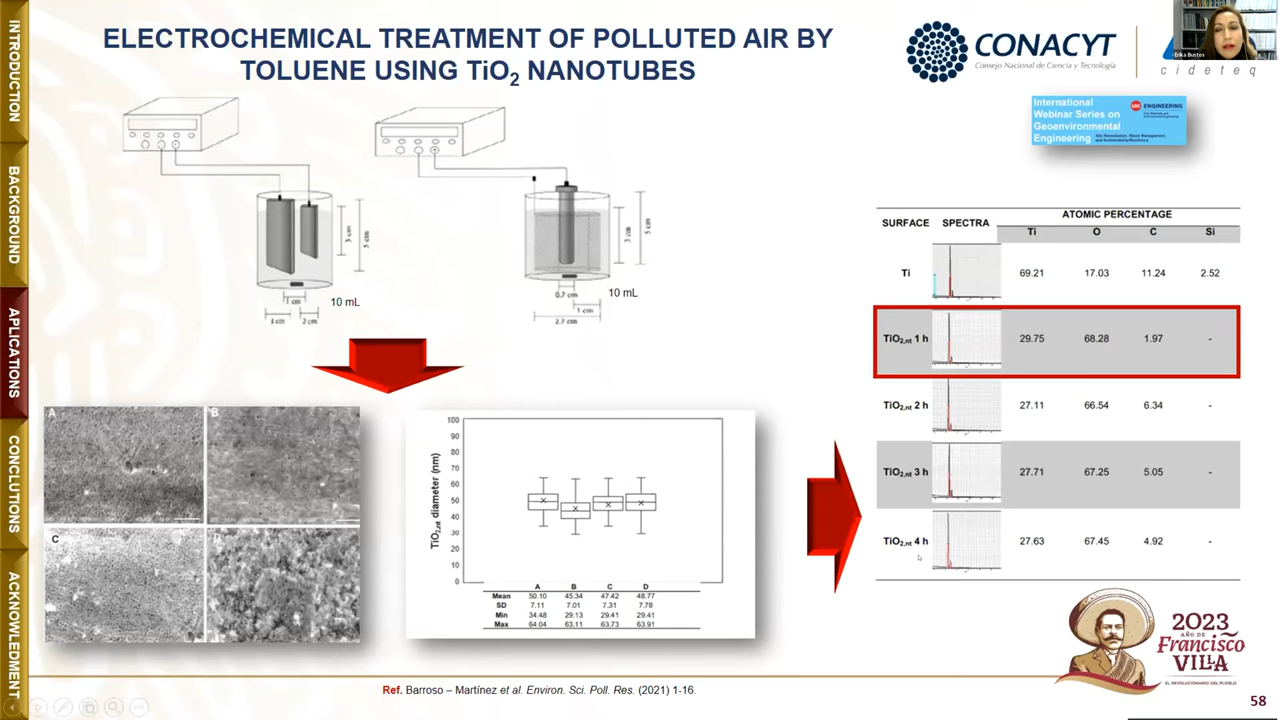 INTRODUCTION
BACKGROUND
APLICATIONS
CONCLUTIONS
ACKNOWLEDMENT
ELECTROCHEMICAL TREATMENT OF POLLUTED AIR BY
TOLUENE USING TiO2 NANOTUBES
CONACYT
Consejo Nacional de Ciencia y Tecnología
cideteq
Erika Bustos
International
Webinar Series on
Geoenvironmental
Engineering
UIC ENGINEERING
3 cm
5 cm
1 cm
10 mL
3 cm
2 cm
3 cm
5 cm
0.7 cm
10 mL
1 cm
2.7 cm
A
B
C
D
TiO2,nt diameter (nm)
100
90
80
70
60
50
40
30
20
10
0
A B C D
Mean 50.10 45.34 47.42 48.77
SD 7.11 7.01 7.31 7.78
Min 34.48 29.13 29.41 29.41
Max 64.04 63.11 63.73 63.91
SURFACE SPECTRA ATOMIC PERCENTAGE
Ti O C Si
Ti 69.21 17.03 11.24 2.52
TiO2,nt 1 h 29.75 68.28 1.97 -
TiO2,nt 2 h 27.11 66.54 6.34 -
TiO2,nt 3 h 27.71 67.25 5.05 -
TiO2,nt 4 h 27.63 67.45 4.92 -
2023
AÑO DE
Francisco
VILLA
EL REVOLUCIONARIO DEL PUEBLO
Ref. Barroso – Martínez et al. Environ. Sci. Poll. Res. (2021) 1-16.
58